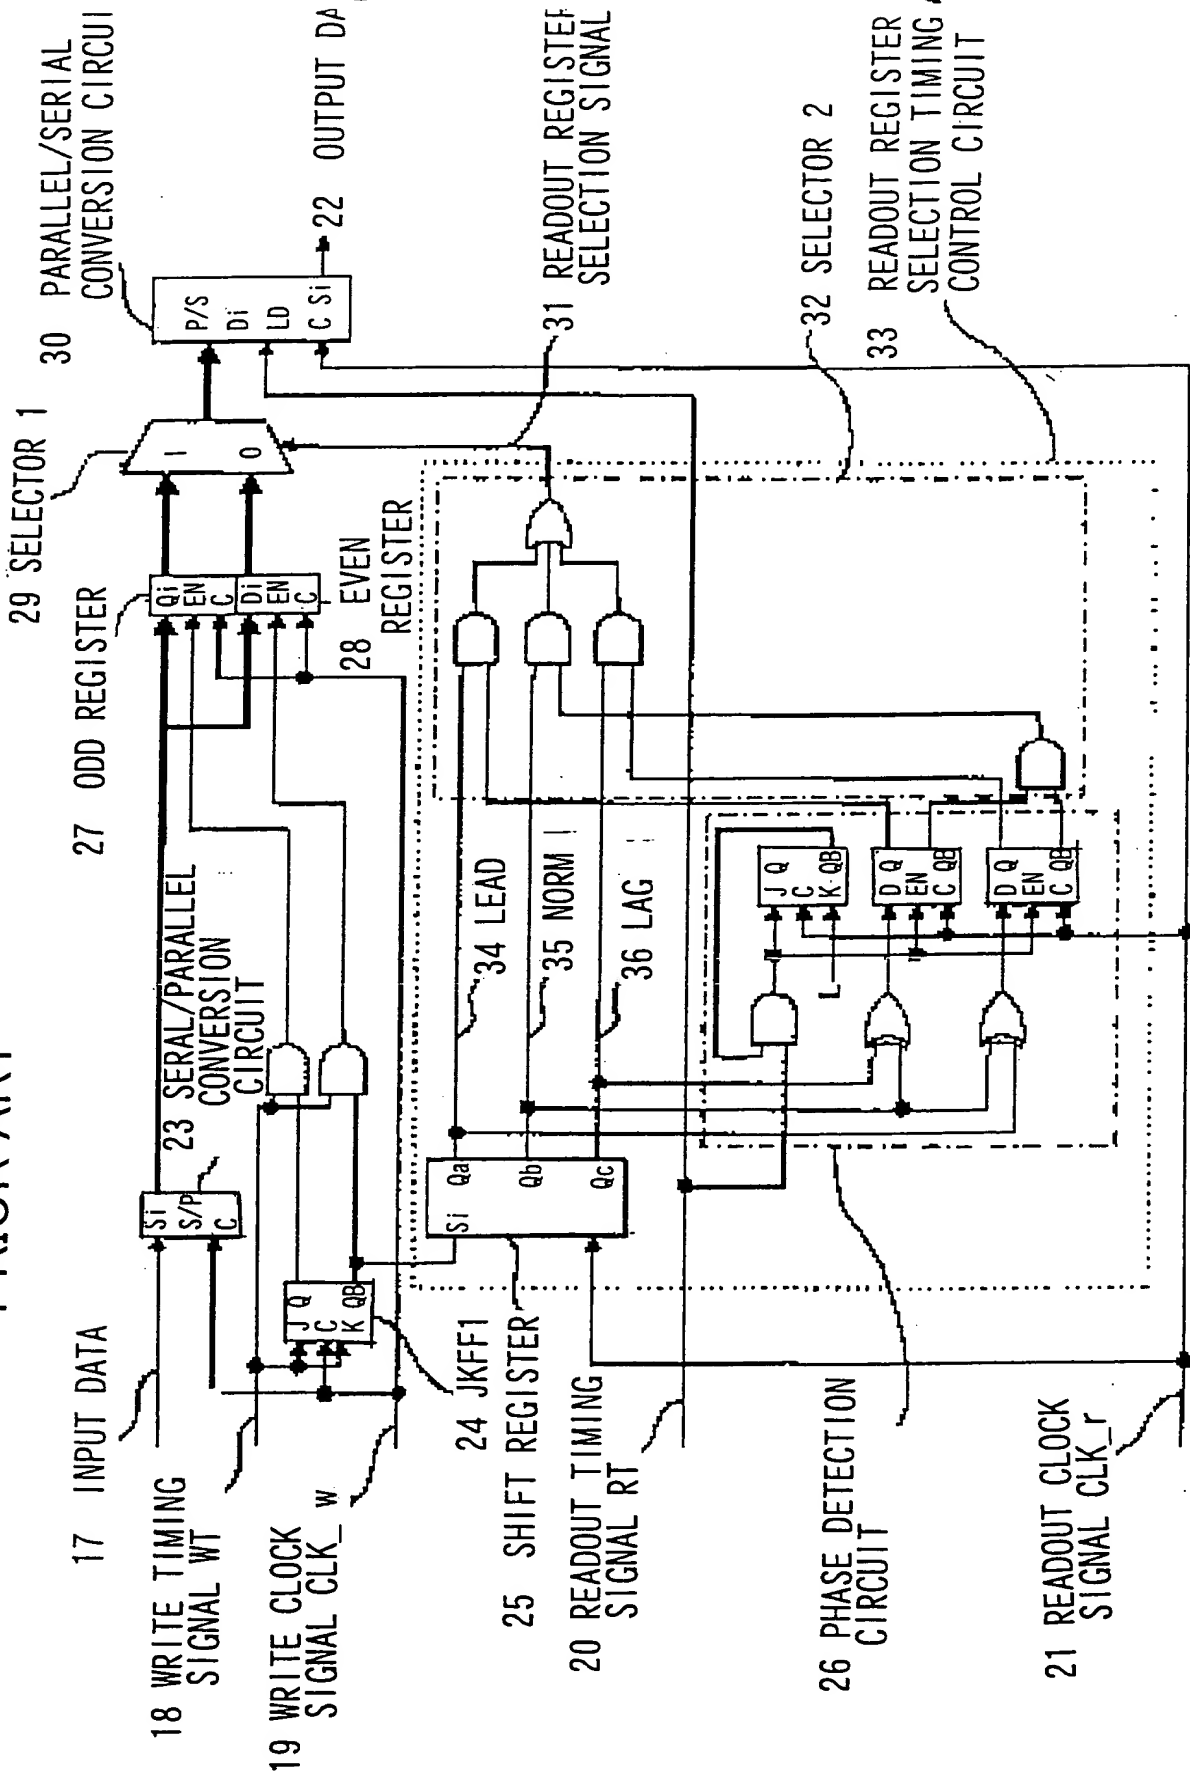 PRIOR ART
17 INPUT DATA
18 WRITE TIMING
SIGNAL WT
19 WRITE CLOCK
SIGNAL CLK_w
23 SERAL/PARALLEL
CONVERSION
CIRCUIT
Si
S/P
C
24 JKFF1
J Q
C
K QB
25 SHIFT REGISTER
Si Qa
Qb
Qc
20 READOUT TIMING
SIGNAL RT
26 PHASE DETECTION
CIRCUIT
21 READOUT CLOCK
SIGNAL CLK_r
27 ODD REGISTER
Qi
EN
C
Di
EN
C
28 EVEN
REGISTER
29 SELECTOR 1
1
0
30 PARALLEL/SERIAL
CONVERSION CIRCUI
P/S
Di
LD
C Si
22 OUTPUT DA
31 READOUT REGISTER
SELECTION SIGNAL
32 SELECTOR 2
33 READOUT REGISTER
SELECTION TIMING
CONTROL CIRCUIT
34 LEAD
35 NORM
36 LAG
J Q
C
K QB
L
D Q
EN
C QB
D Q
EN
C QB